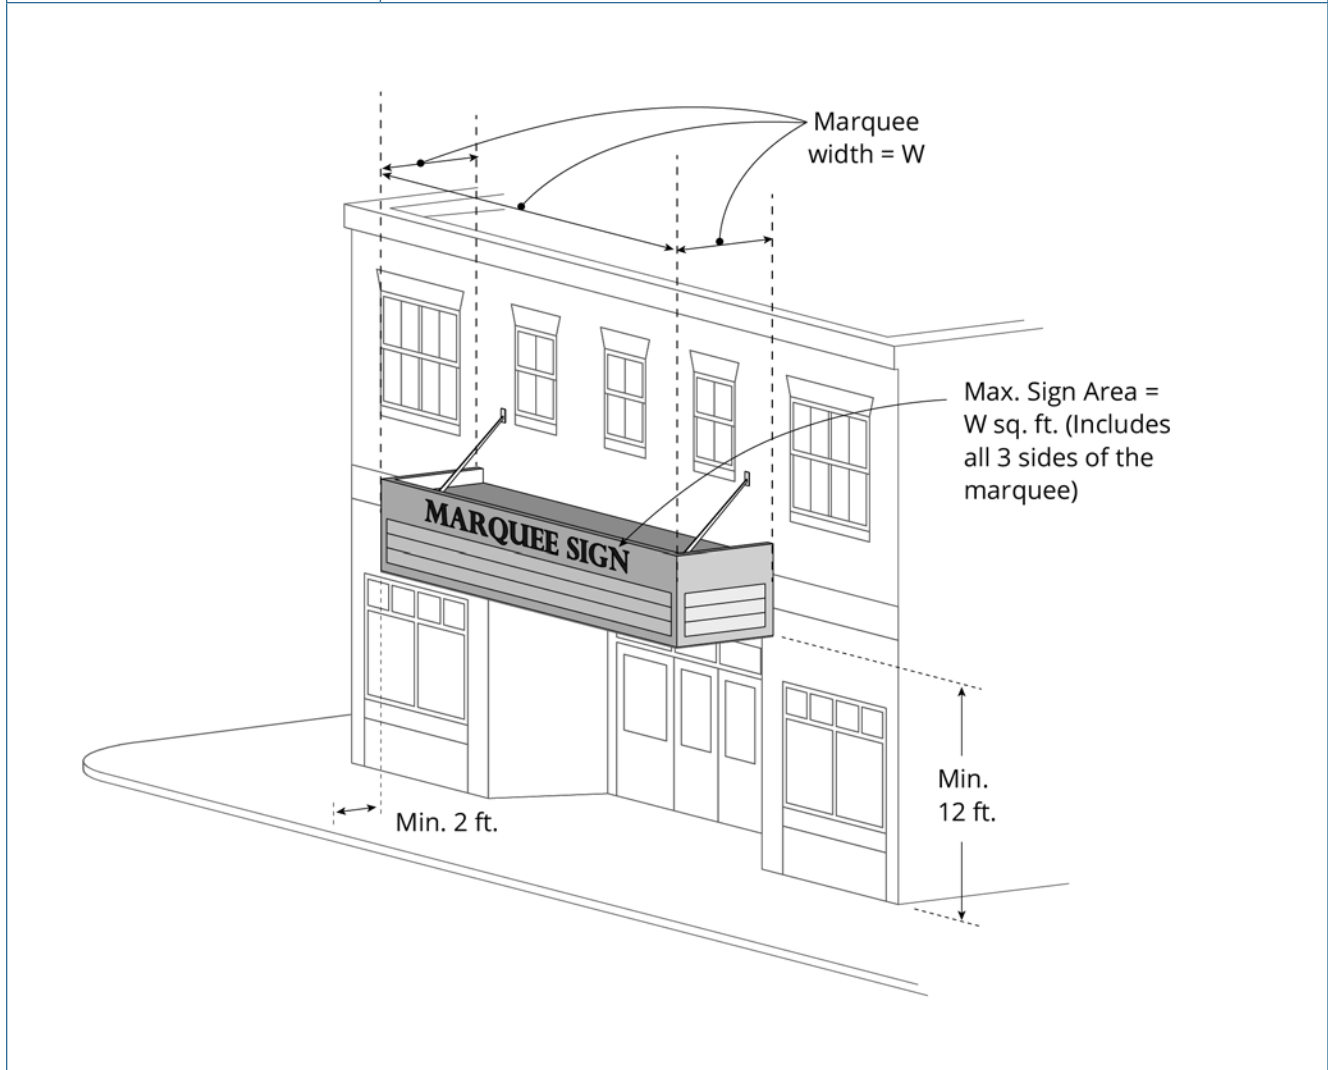 Marquee
width = W
Max. Sign Area =
W sq. ft. (Includes
all 3 sides of the
marquee)
MARQUEE SIGN
Min.
12 ft.
Min. 2 ft.